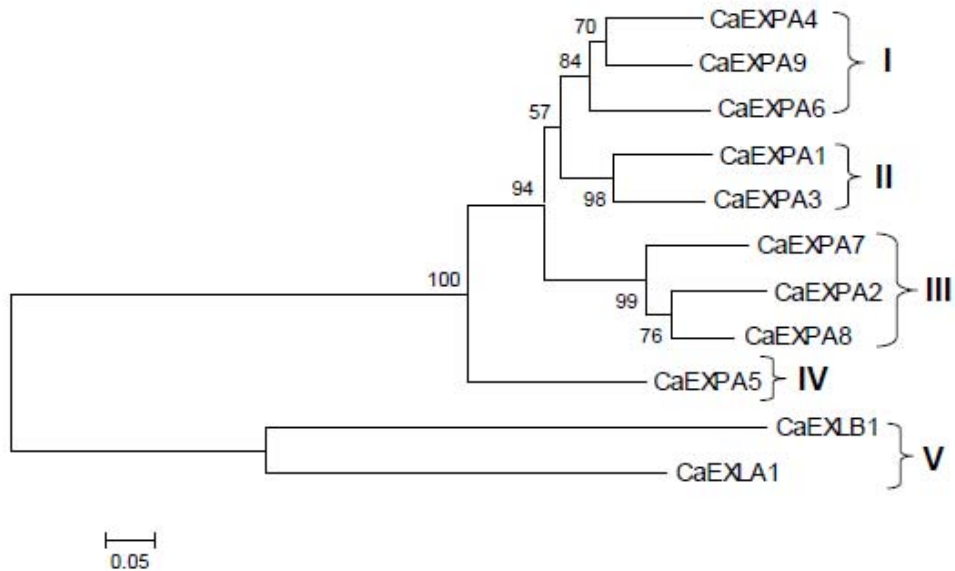 CaEXPA4
70
I
CaEXPA9
84
CaEXPA6
57
CaEXPA1
II
94
98
CaEXPA3
CaEXPA7
100
III
99
CaEXPA2
76
CaEXPA8
CaEXPA5
IV
CaEXLB1
V
CaEXLA1
0.05